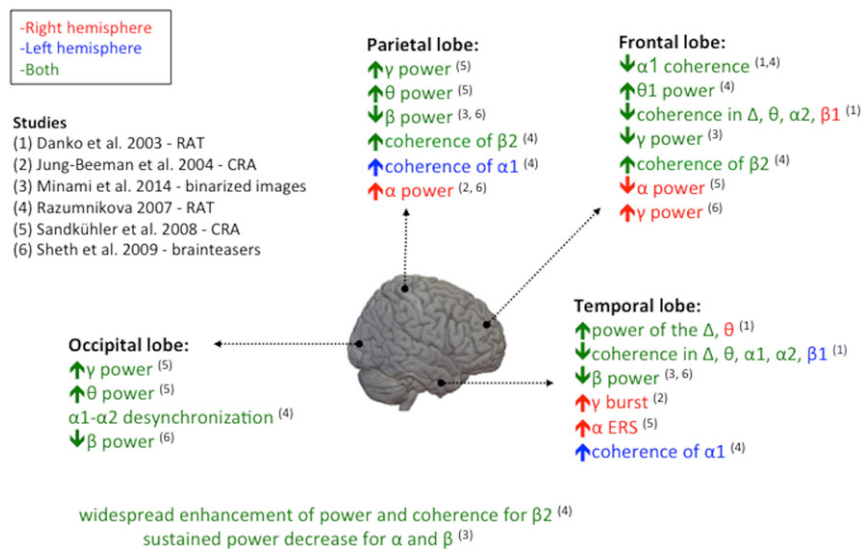 -Right hemisphere
-Left hemisphere
-Both
Studies
(1) Danko et al. 2003 - RAT
(2) Jung-Beeman et al. 2004 - CRA
(3) Minami et al. 2014 - binarized images
(4) Razumnikova 2007 - RAT
(5) Sandkühler et al. 2008 - CRA
(6) Sheth et al. 2009 - brainteasers
Parietal lobe:
↑γ power (5)
↑θ power (5)
↓β power (3, 6)
↑coherence of β2 (4)
↑coherence of α1 (4)
↑α power (2, 6)
Frontal lobe:
↓α1 coherence (1,4)
↑θ1 power (4)
↓coherence in Δ, θ, α2, β1 (1)
↓γ power (3)
↑coherence of β2 (4)
↓α power (5)
↑γ power (6)
Occipital lobe:
↑γ power (5)
↑θ power (5)
α1-α2 desynchronization (4)
↓β power (6)
Temporal lobe:
↑power of the Δ, θ (1)
↓coherence in Δ, θ, α1, α2, β1 (1)
↓β power (3, 6)
↑γ burst (2)
↑α ERS (5)
↑coherence of α1 (4)
widespread enhancement of power and coherence for β2 (4)
sustained power decrease for α and β (3)